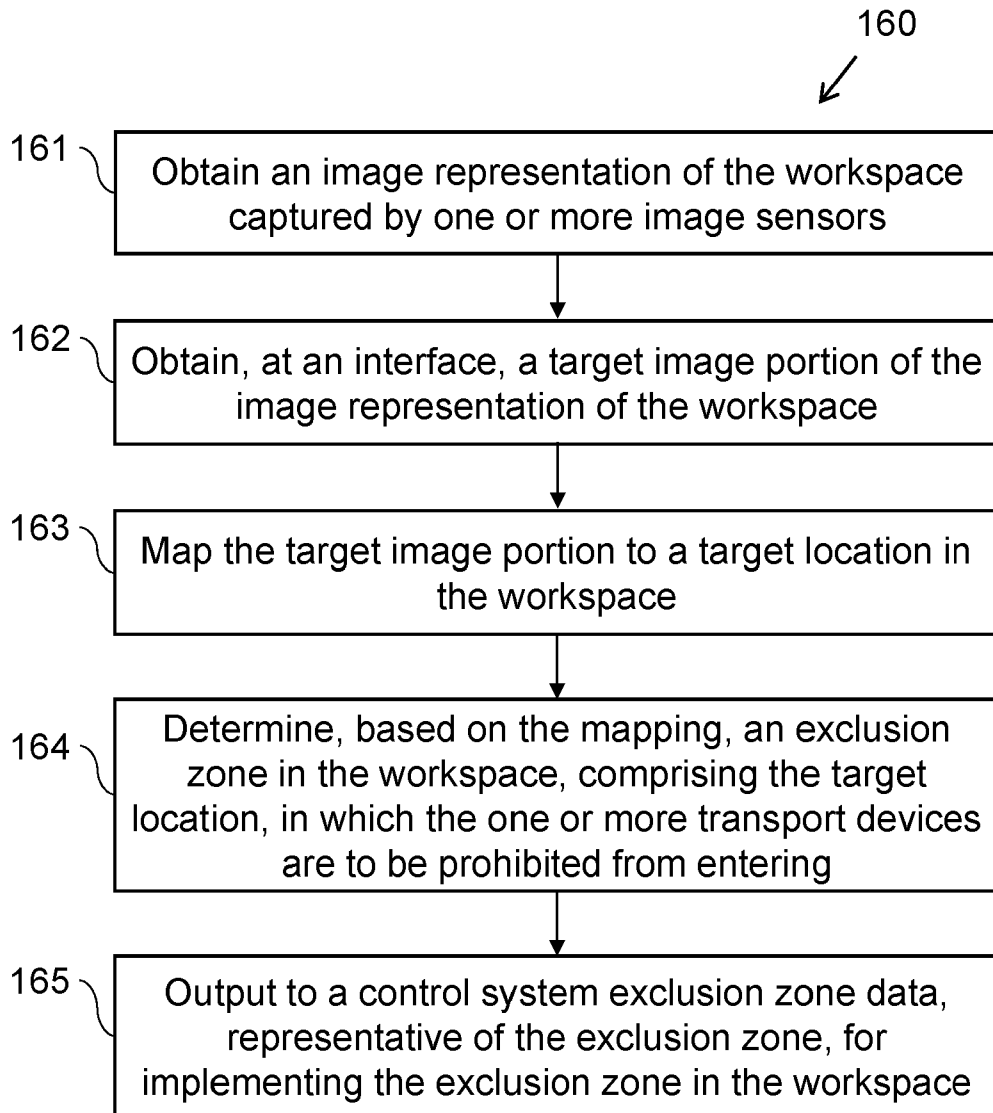 160
161
Obtain an image representation of the workspace
captured by one or more image sensors
162
Obtain, at an interface, a target image portion of the
image representation of the workspace
163
Map the target image portion to a target location in
the workspace
164
Determine, based on the mapping, an exclusion
zone in the workspace, comprising the target
location, in which the one or more transport devices
are to be prohibited from entering
165
Output to a control system exclusion zone data,
representative of the exclusion zone, for
implementing the exclusion zone in the workspace